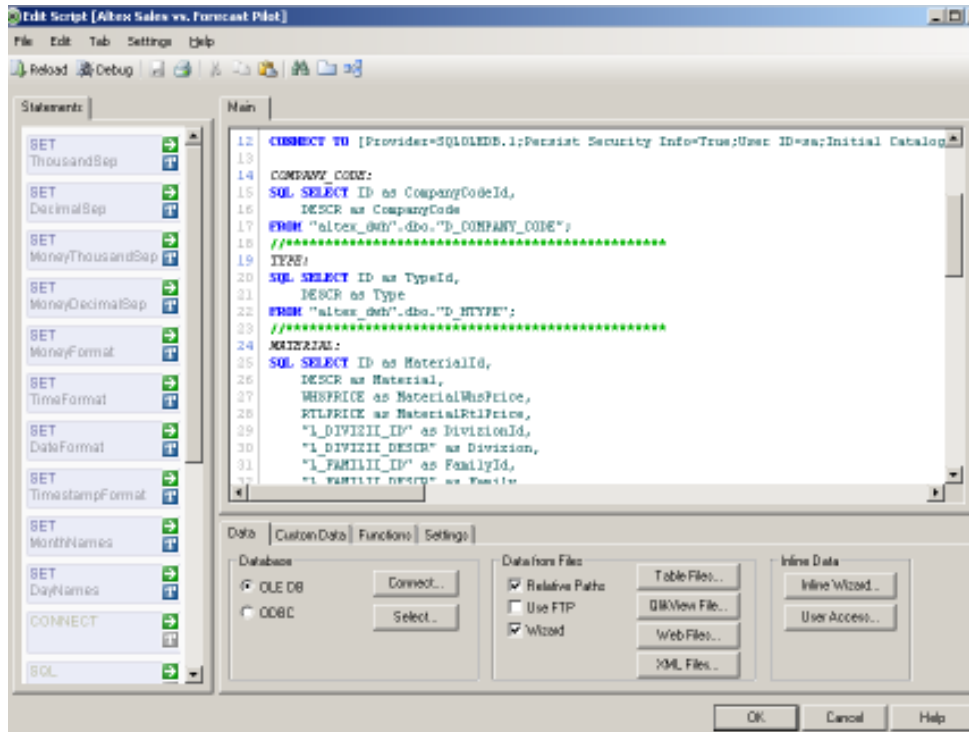 Edit Script [Altex Sales vs. Forecast Pilot]
File Edit Tab Settings Help
Reload Debug
Statements
SET
ThousandSep
SET
DecimalSep
SET
MoneyThousandSep
SET
MoneyDecimalSep
SET
MoneyFormat
SET
TimeFormat
SET
DateFormat
SET
TimestampFormat
SET
MonthNames
SET
DayNames
CONNECT
SQL
Main
12 CONNECT TO [Provider=SQLOLEDB.1;Persist Security Info=True;User ID=sa;Initial Catalog
13
14 COMPANY_CODE:
15 SQL SELECT ID as CompanyCodeId,
16 DESCR as CompanyCode
17 FROM "altex_dwh".dbo."D_COMPANY_CODE";
18 //*************************************************
19 TYPE:
20 SQL SELECT ID as TypeId,
21 DESCR as Type
22 FROM "altex_dwh".dbo."D_MTYPE";
23 //*************************************************
24 MATERIAL:
25 SQL SELECT ID as MaterialId,
26 DESCR as Material,
27 WHSPRICE as MaterialWhsPrice,
28 RTLPRICE as MaterialRtlPrice,
29 "L_DIVIZII_ID" as DivizionId,
30 "L_DIVIZII_DESCR" as Divizion,
31 "L_FAMILII_ID" as FamilyId,
32 "L_FAMILII_DESCR" as Family,
Data Custom Data Functions Settings
Database
OLE DB
ODBC
Connect...
Select...
Data from Files
Relative Paths
Use FTP
Wizard
Table Files...
QlikView File...
Web Files...
XML Files...
Inline Data
Inline Wizard...
User Access...
OK Cancel Help